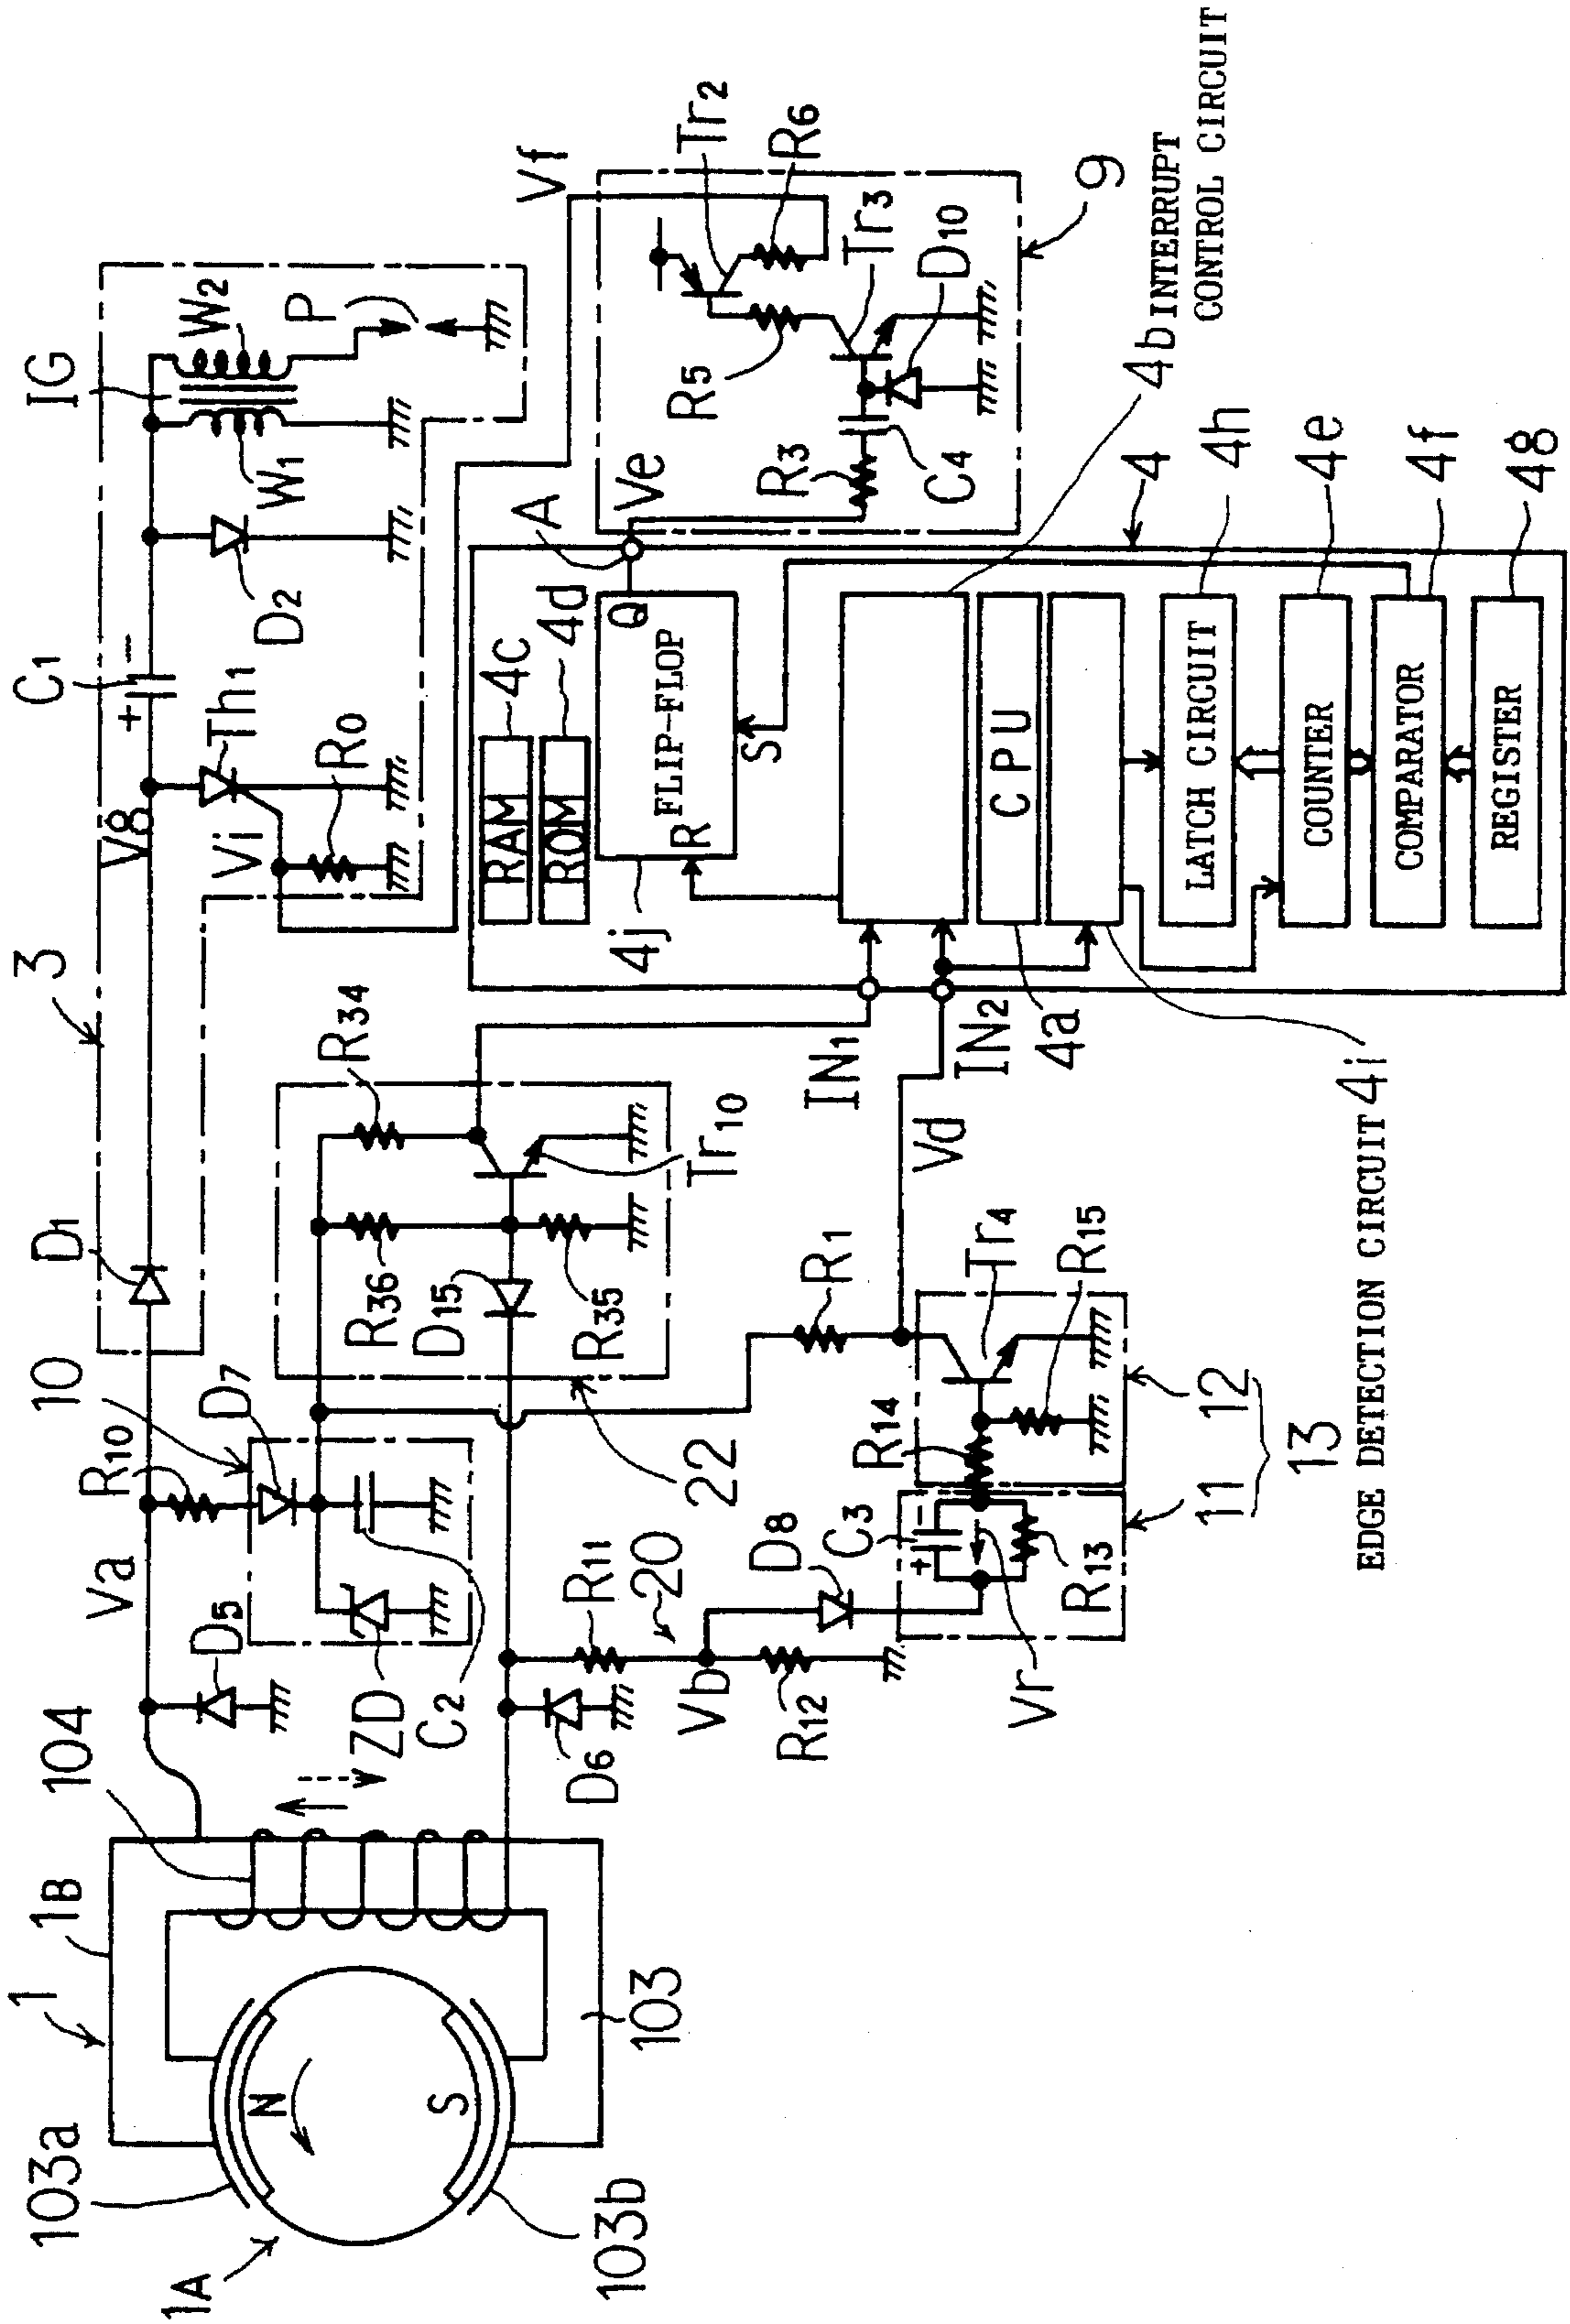 1
1A
1B
103a
103b
103
104
Va
R10
10
D7
D5
ZD
C2
D6
R11
20
Vb
R12
D8
C3
+
−
Vr
R13
11
12
13
R14
R15
Tr4
R1
Vd
22
R36
D15
R35
R34
Tr10
3
D1
V8
Vi
Th1
R0
C1
+
−
D2
IG
W1
W2
P
Vf
Ve
A
R3
C4
R5
R6
Tr2
Tr3
D10
9
IN1
IN2
4
RAM
4c
ROM
4d
FLIP-FLOP
Q
R
S
4j
4b INTERRUPT
CONTROL CIRCUIT
CPU
4a
EDGE DETECTION CIRCUIT 4i
LATCH CIRCUIT
4h
COUNTER
4e
COMPARATOR
4f
REGISTER
48
N
S